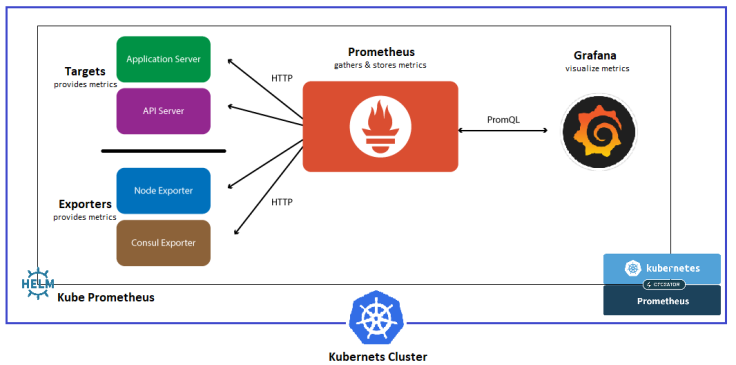 Targets
provides metrics
Application Server
API Server
HTTP
Prometheus
gathers & stores metrics
PromQL
Grafana
visualize metrics
Exporters
provides metrics
Node Exporter
Consul Exporter
HTTP
HELM
Kube Prometheus
kubernetes
OPERATOR
Prometheus
Kubernets Cluster